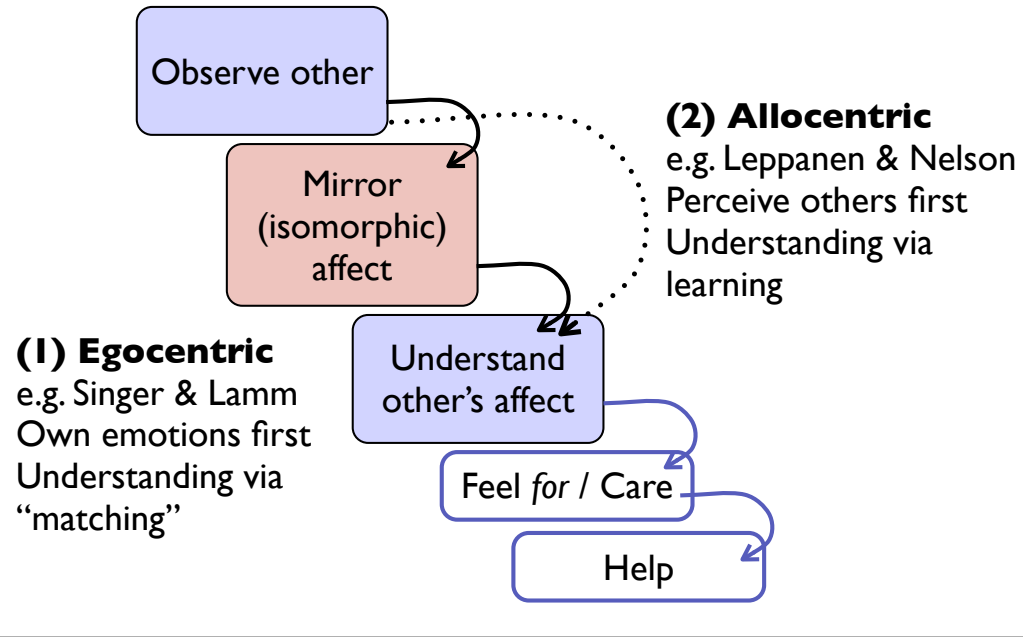 Observe other
Mirror
(isomorphic)
affect
(2) Allocentric
e.g. Leppanen & Nelson
Perceive others first
Understanding via
learning
(1) Egocentric
e.g. Singer & Lamm
Own emotions first
Understanding via
“matching”
Understand
other’s affect
Feel for / Care
Help